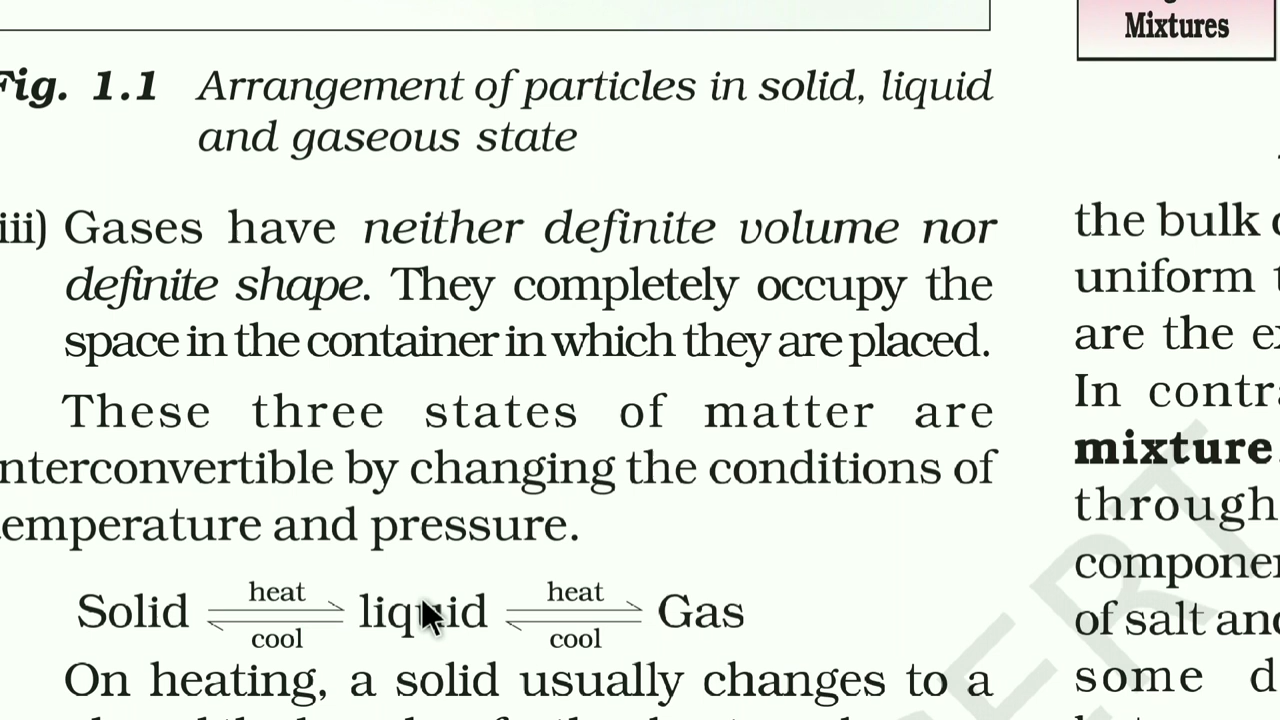 Mixtures
Fig. 1.1 Arrangement of particles in solid, liquid
and gaseous state
iii) Gases have neither definite volume nor
definite shape. They completely occupy the
space in the container in which they are placed.
These three states of matter are
nterconvertible by changing the conditions of
emperature and pressure.
Solid heat cool liquid heat cool Gas
On heating, a solid usually changes to a
the bulk
uniform
are the
In contr
mixture
through
componen
of salt and
some d